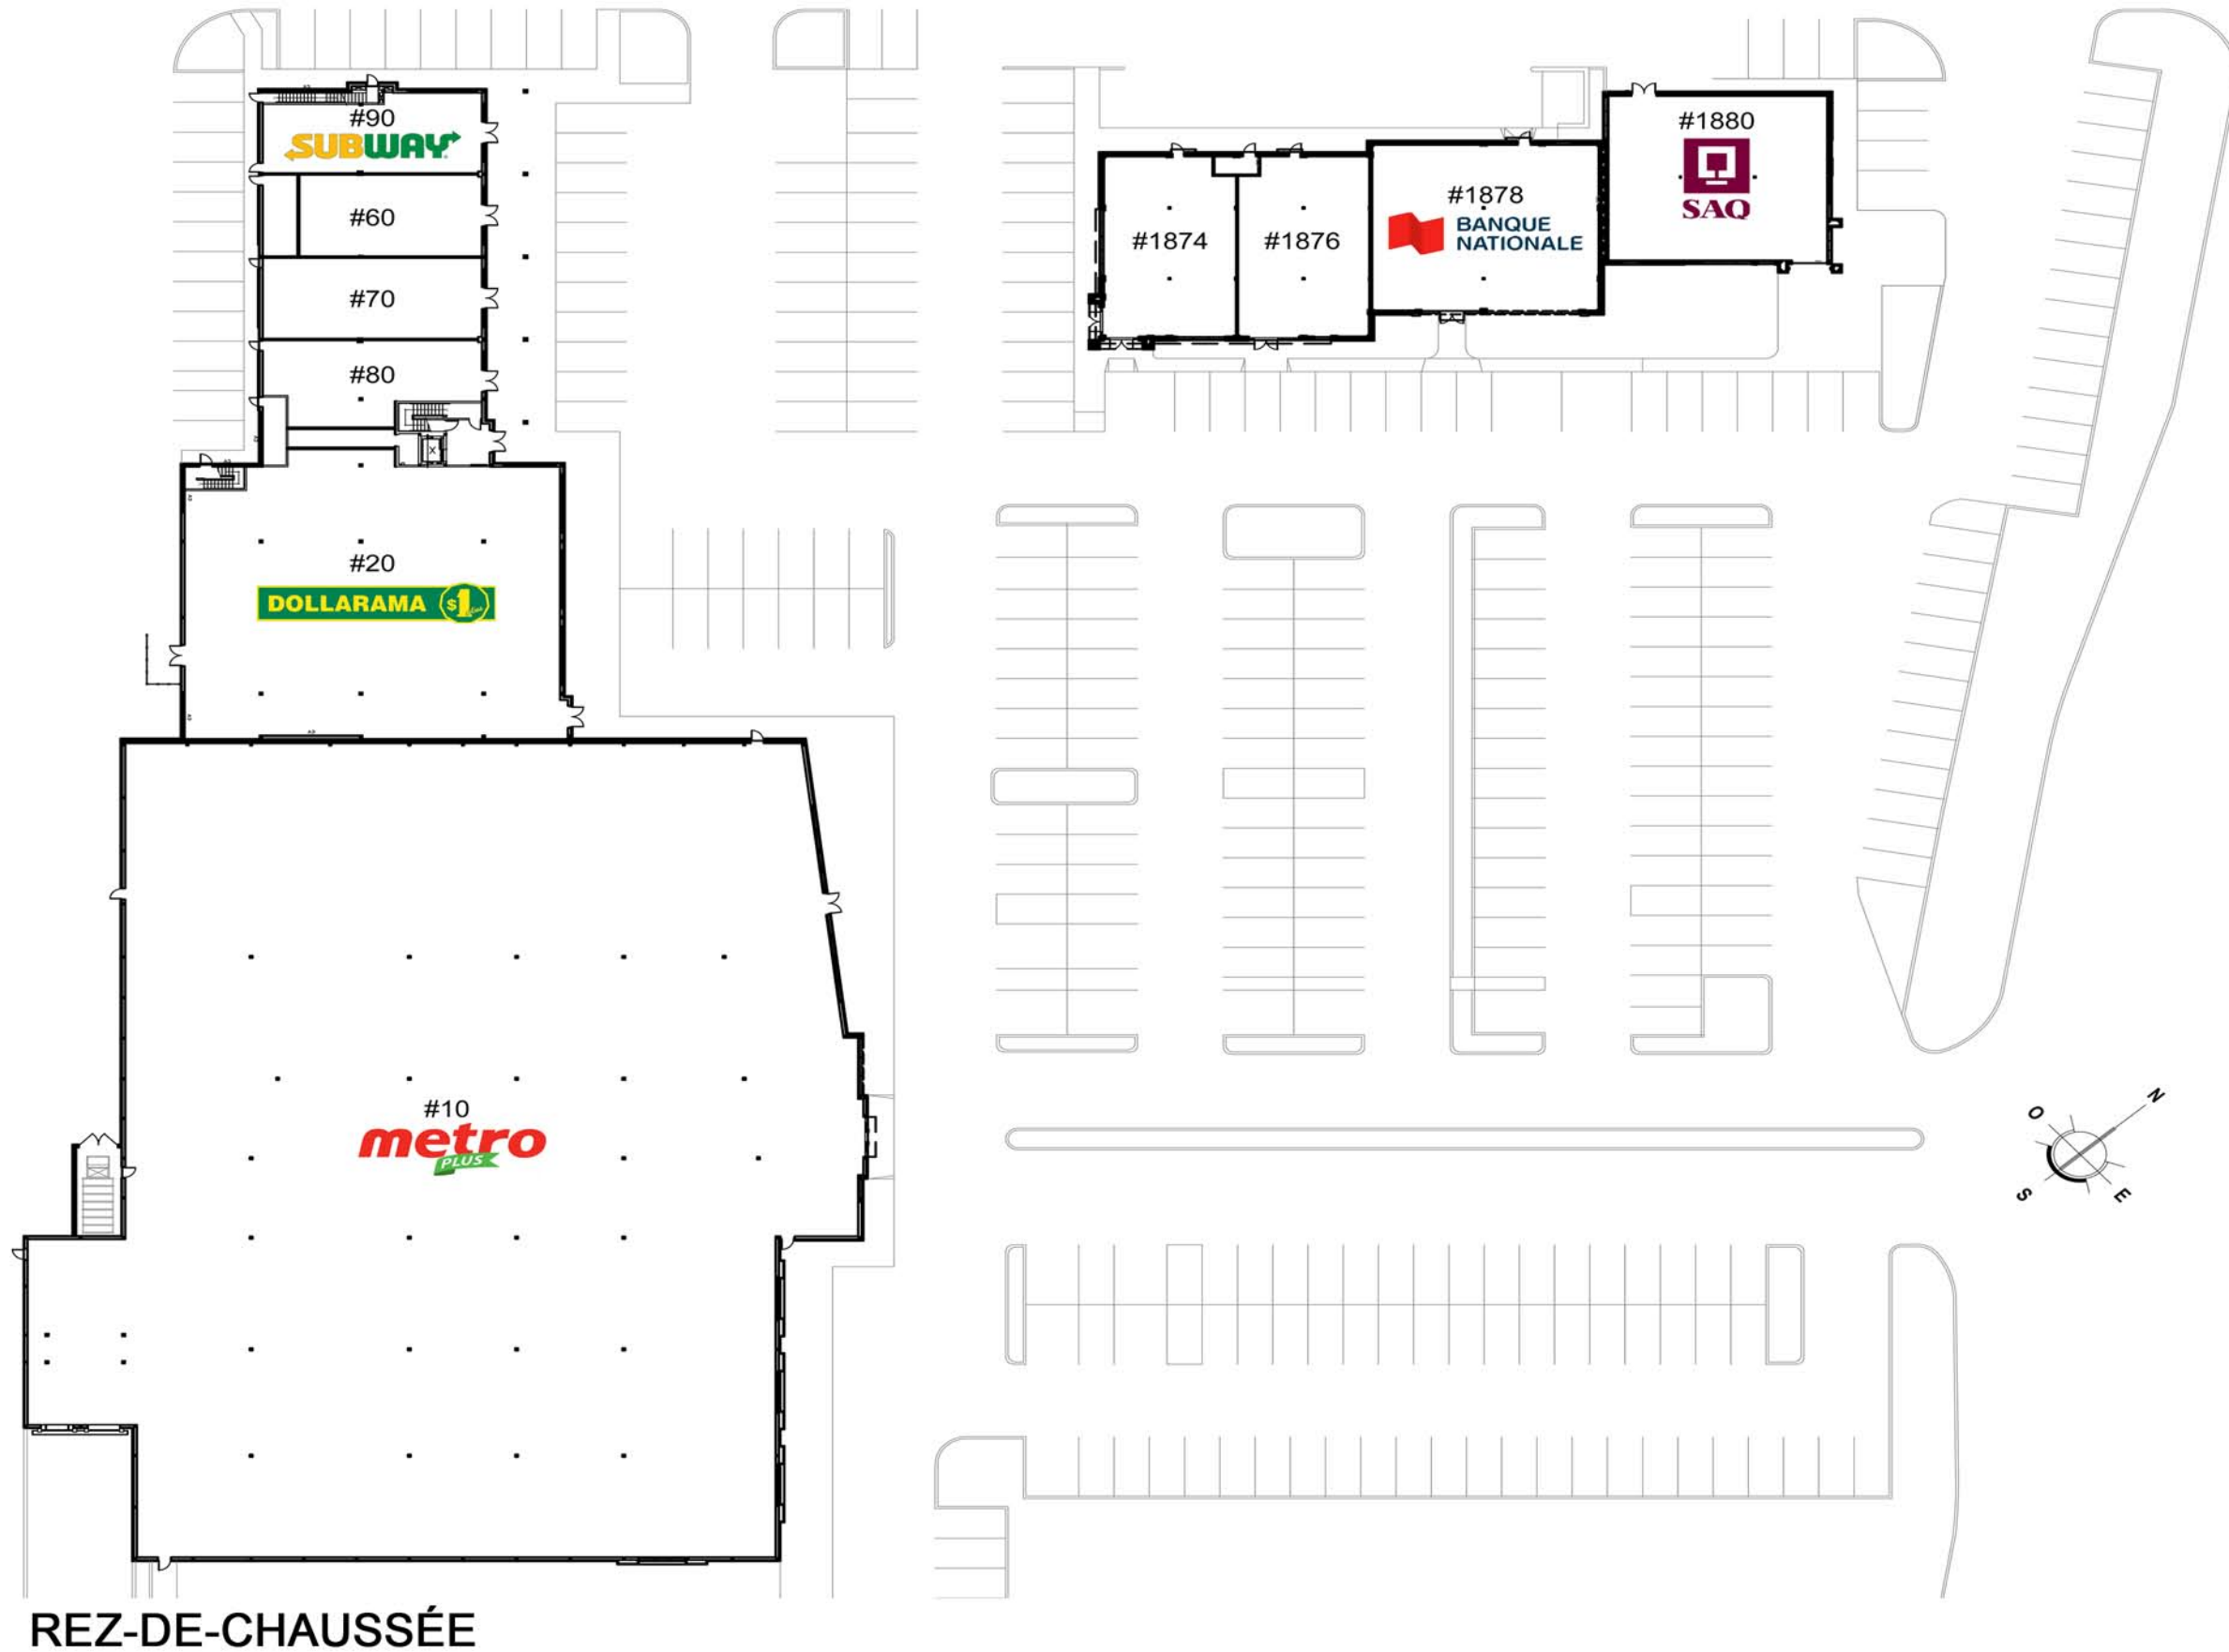 #90
SUBWAY
#60
#70
#80
X
#20
DOLLARAMA $1
#10
metro
PLUS
#1874
#1876
#1878
BANQUE
NATIONALE
#1880
SAQ
N
O
S
E
REZ-DE-CHAUSSÉE